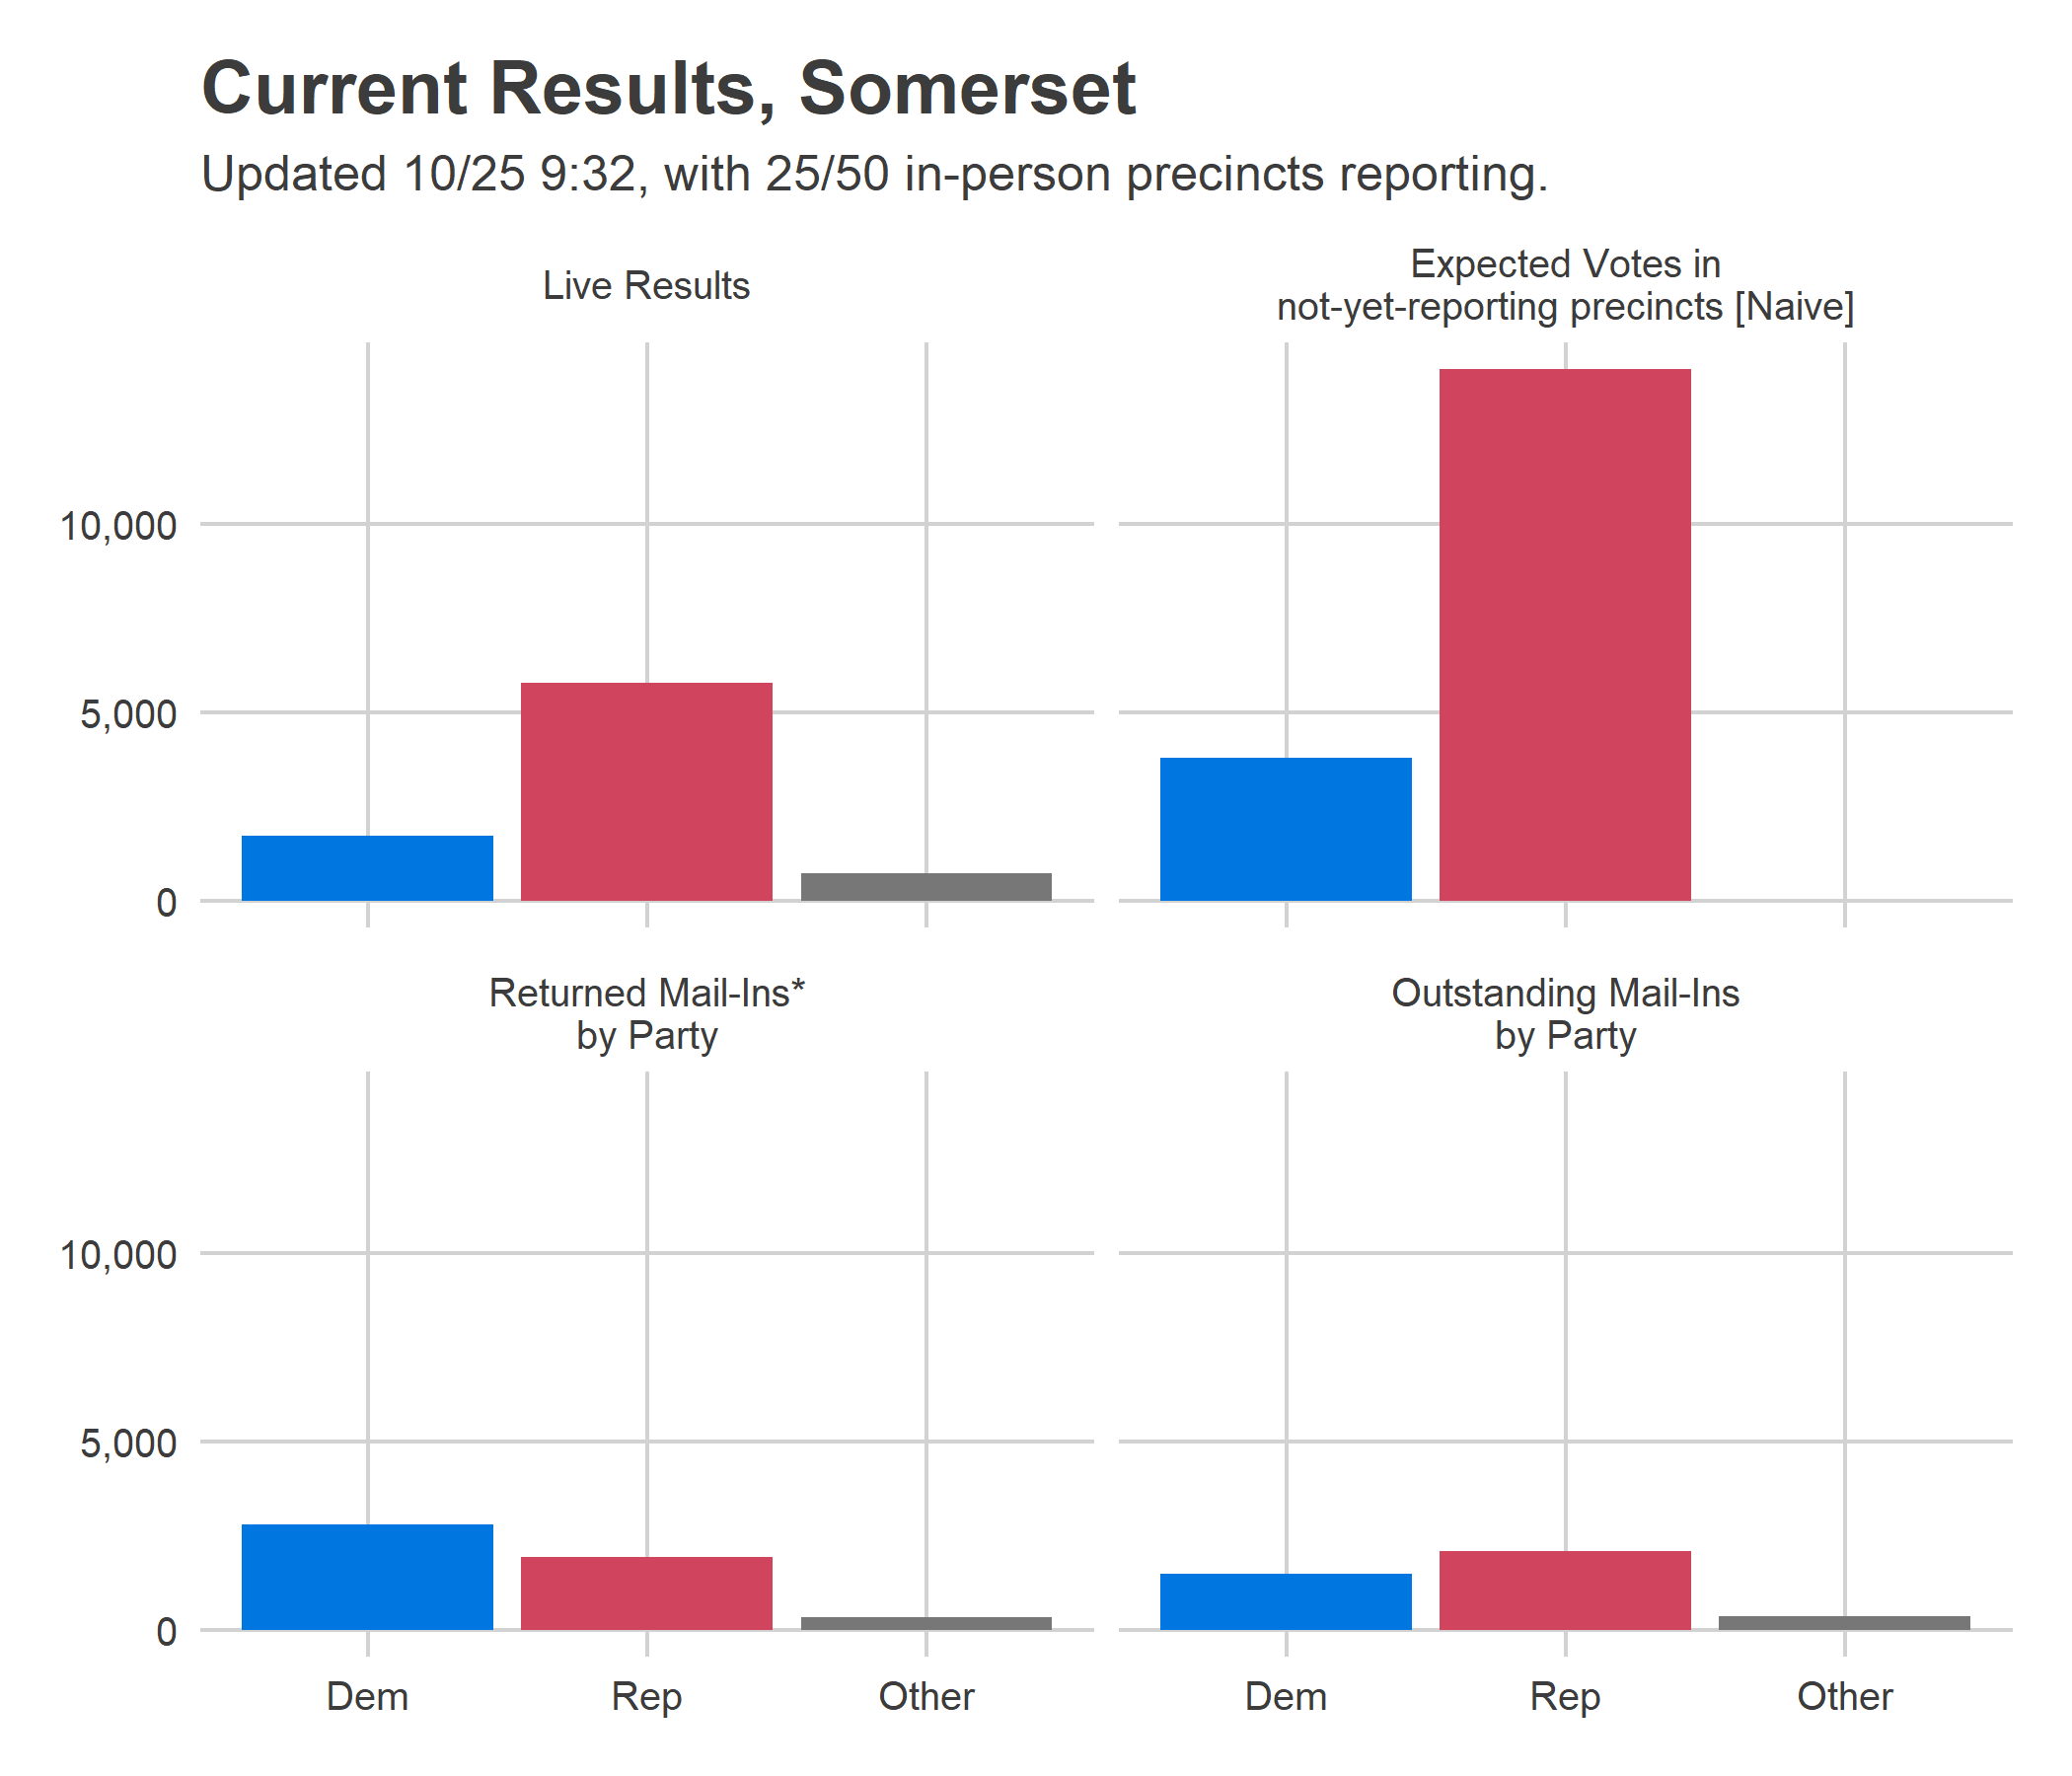 Current Results, Somerset
Updated 10/25 9:32, with 25/50 in-person precincts reporting.
Live Results
Expected Votes in
not-yet-reporting precincts [Naive]
10,000
5,000
0
Returned Mail-Ins*
by Party
Outstanding Mail-Ins
by Party
10,000
5,000
0
Dem Rep Other Dem Rep Other